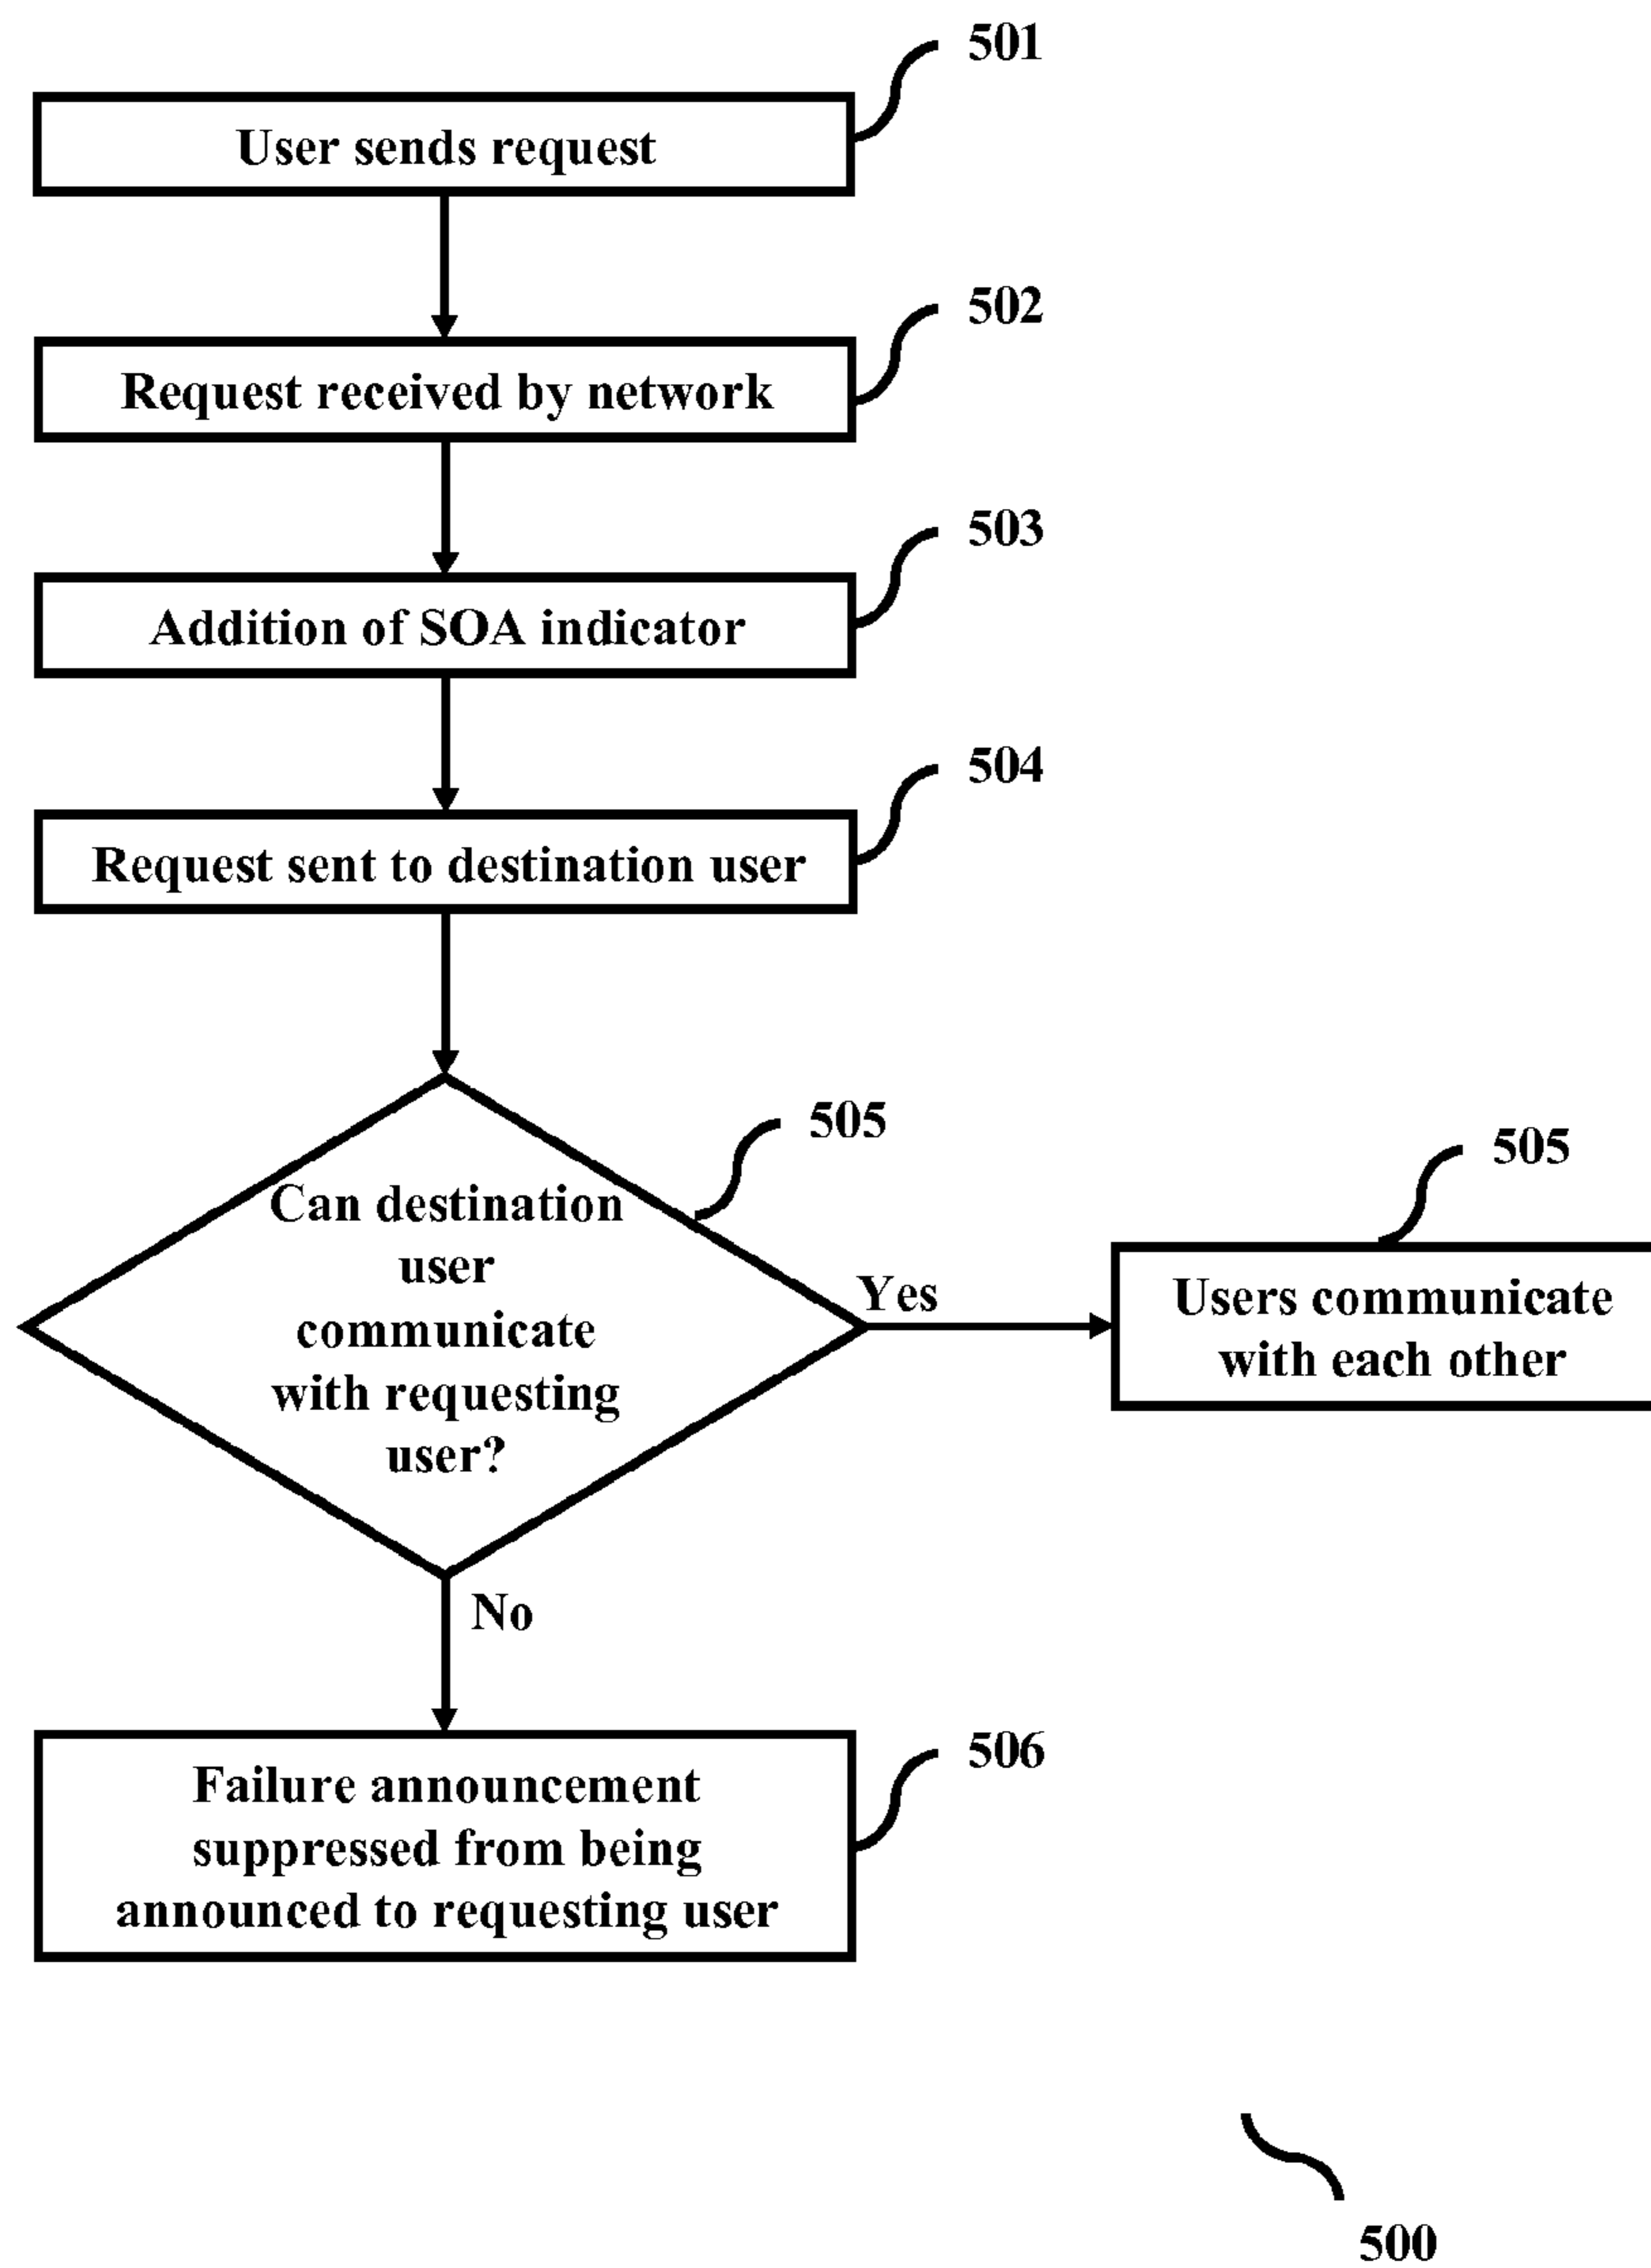 501
User sends request
502
Request received by network
503
Addition of SOA indicator
504
Request sent to destination user
505
Can destination
user
communicate
with requesting
user?
Yes
505
Users communicate
with each other
No
506
Failure announcement
suppressed from being
announced to requesting user
500